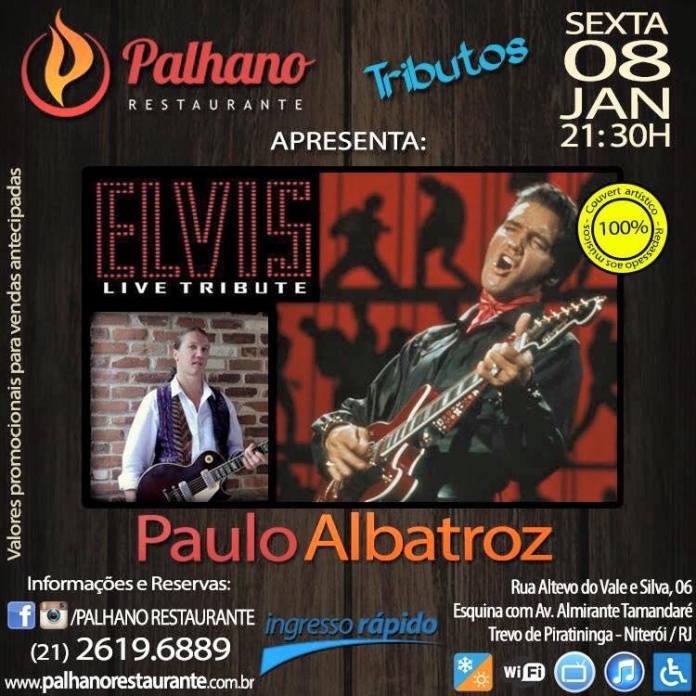 Palhano
RESTAURANTE
Tributos
SEXTA
08
JAN
21:30H
APRESENTA:
Valores promocionais para vendas antecipadas
ELVIS
LIVE TRIBUTE
Couvert artístico -
100%
Repassado aos músicos -
Paulo Albatroz
Informações e Reservas:
f /PALHANO RESTAURANTE
(21) 2619.6889
www.palhanorestaurante.com.br
ingresso rápido
Rua Altevo do Vale e Silva, 06
Esquina com Av. Almirante Tamandaré
Trevo de Piratininga - Niterói / RJ
WiFi